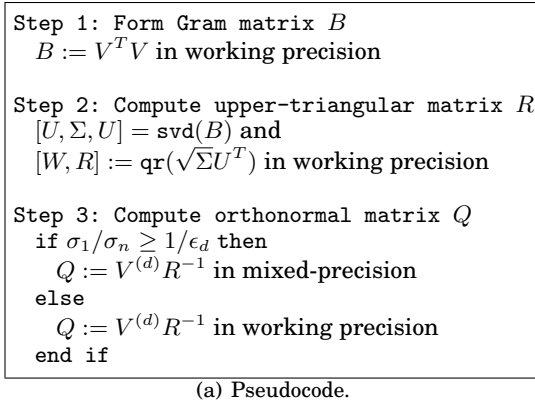 Step 1: Form Gram matrix B
B := V^T V in working precision
Step 2: Compute upper-triangular matrix R
[U, Σ, U] = svd(B) and
[W, R] := qr(√Σ U^T) in working precision
Step 3: Compute orthonormal matrix Q
if σ₁/σₙ ≥ 1/ϵ_d then
Q := V^(d) R^−1 in mixed-precision
else
Q := V^(d) R^−1 in working precision
end if
(a) Pseudocode.